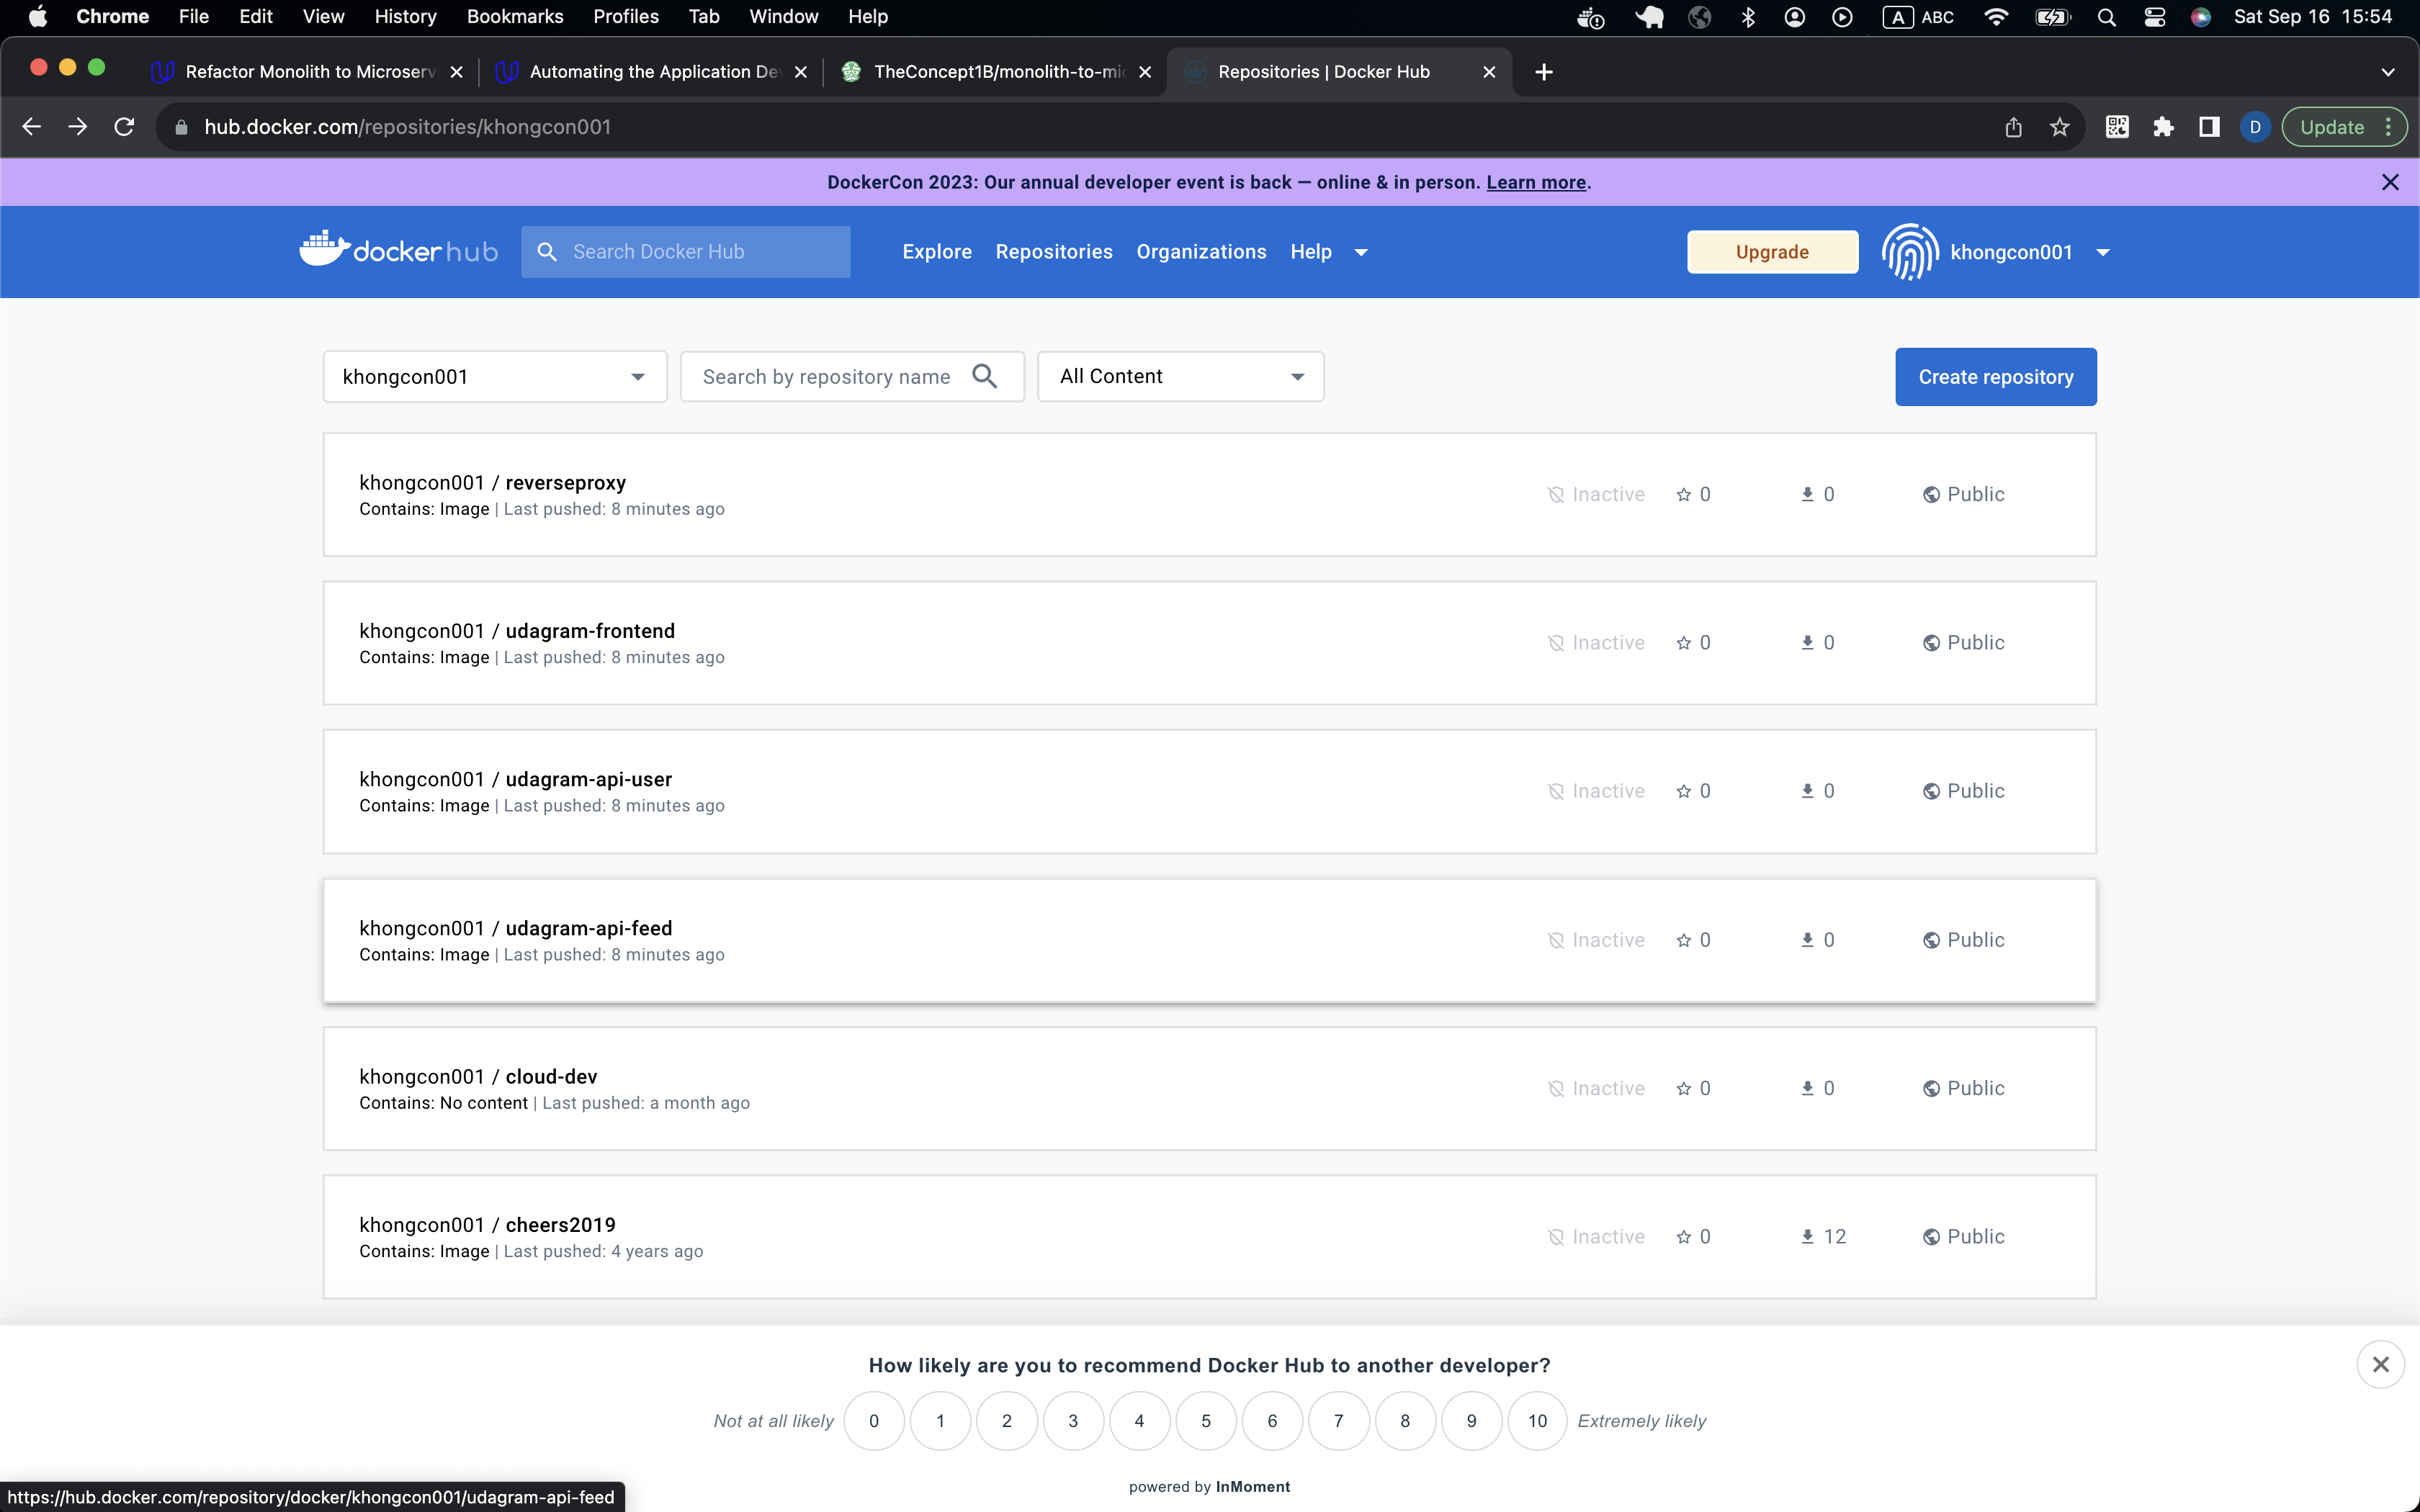 Chrome File Edit View History Bookmarks Profiles Tab Window Help A ABC Sat Sep 16 15:54
Refactor Monolith to Microserv Automating the Application De TheConcept1B/monolith-to-mi Repositories | Docker Hub
hub.docker.com/repositories/khongcon001 D Update
DockerCon 2023: Our annual developer event is back — online & in person. Learn more.
dockerhub Search Docker Hub Explore Repositories Organizations Help Upgrade khongcon001
khongcon001 Search by repository name All Content Create repository
khongcon001 / reverseproxy
Contains: Image | Last pushed: 8 minutes ago
Inactive 0 0 Public
khongcon001 / udagram-frontend
Contains: Image | Last pushed: 8 minutes ago
Inactive 0 0 Public
khongcon001 / udagram-api-user
Contains: Image | Last pushed: 8 minutes ago
Inactive 0 0 Public
khongcon001 / udagram-api-feed
Contains: Image | Last pushed: 8 minutes ago
Inactive 0 0 Public
khongcon001 / cloud-dev
Contains: No content | Last pushed: a month ago
Inactive 0 0 Public
khongcon001 / cheers2019
Contains: Image | Last pushed: 4 years ago
Inactive 0 12 Public
How likely are you to recommend Docker Hub to another developer?
Not at all likely 0 1 2 3 4 5 6 7 8 9 10 Extremely likely
powered by InMoment
https://hub.docker.com/repository/docker/khongcon001/udagram-api-feed